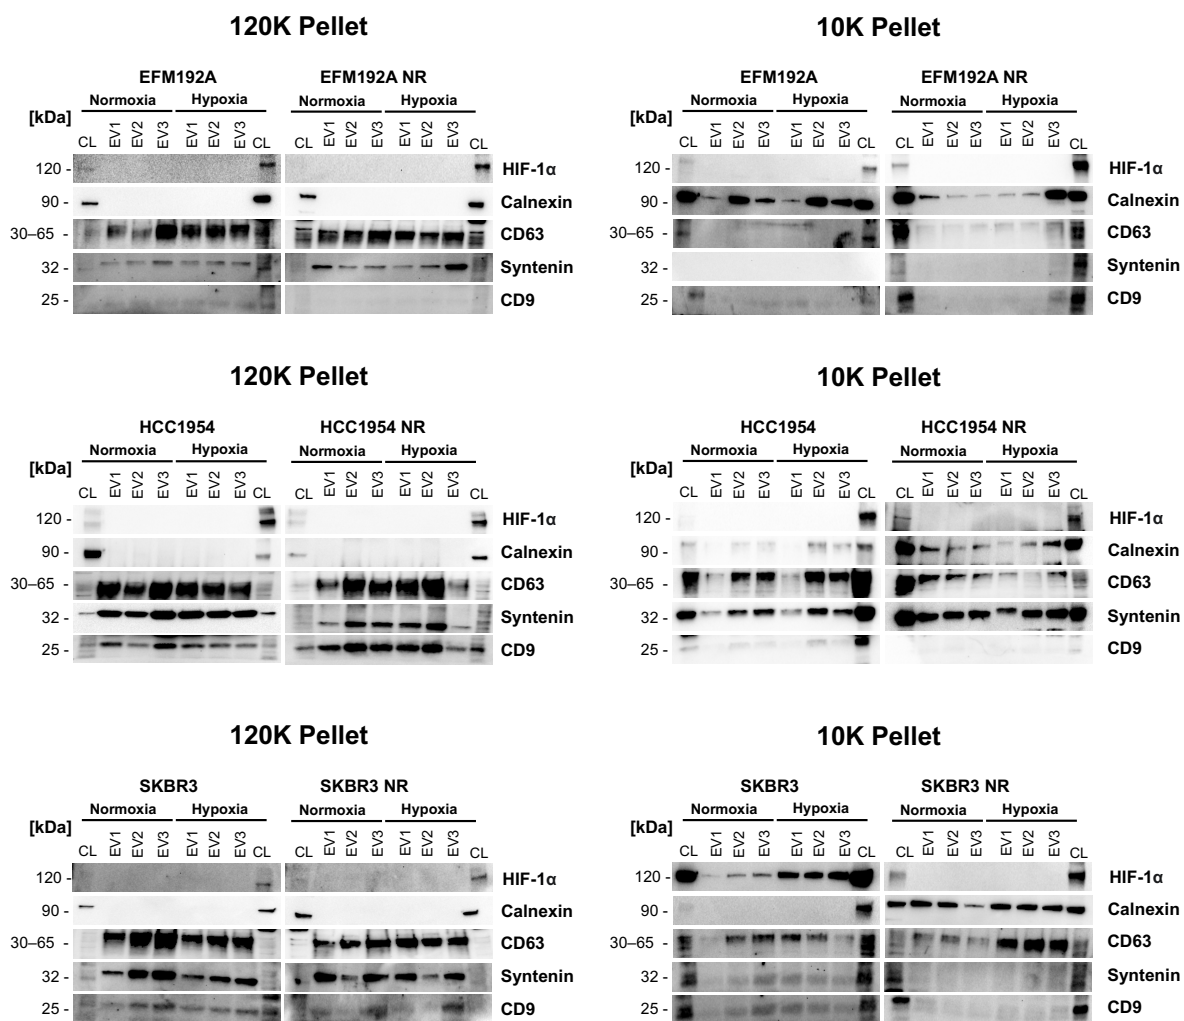 120K Pellet
10K Pellet
EFM192A EFM192A NR
EFM192A EFM192A NR
Normoxia Hypoxia Normoxia Hypoxia
Normoxia Hypoxia Normoxia Hypoxia
[kDa]
CL EV1 EV2 EV3 EV1 EV2 EV3 CL CL EV1 EV2 EV3 EV1 EV2 EV3 CL
[kDa]
CL EV1 EV2 EV3 EV1 EV2 EV3 CL CL EV1 EV2 EV3 EV1 EV2 EV3 CL
120 - HIF-1α
90 - Calnexin
30–65 - CD63
32 - Syntenin
25 - CD9
120 - HIF-1α
90 - Calnexin
30–65 - CD63
32 - Syntenin
25 - CD9
120K Pellet
10K Pellet
HCC1954 HCC1954 NR
HCC1954 HCC1954 NR
Normoxia Hypoxia Normoxia Hypoxia
Normoxia Hypoxia Normoxia Hypoxia
[kDa]
CL EV1 EV2 EV3 EV1 EV2 EV3 CL CL EV1 EV2 EV3 EV1 EV2 EV3 CL
[kDa]
CL EV1 EV2 EV3 EV1 EV2 EV3 CL CL EV1 EV2 EV3 EV1 EV2 EV3 CL
120 - HIF-1α
90 - Calnexin
30–65 - CD63
32 - Syntenin
25 - CD9
120 - HIF-1α
90 - Calnexin
30–65 - CD63
32 - Syntenin
25 - CD9
120K Pellet
10K Pellet
SKBR3 SKBR3 NR
SKBR3 SKBR3 NR
Normoxia Hypoxia Normoxia Hypoxia
Normoxia Hypoxia Normoxia Hypoxia
[kDa]
CL EV1 EV2 EV3 EV1 EV2 EV3 CL CL EV1 EV2 EV3 EV1 EV2 EV3 CL
[kDa]
CL EV1 EV2 EV3 EV1 EV2 EV3 CL CL EV1 EV2 EV3 EV1 EV2 EV3 CL
120 - HIF-1α
90 - Calnexin
30–65 - CD63
32 - Syntenin
25 - CD9
120 - HIF-1α
90 - Calnexin
30–65 - CD63
32 - Syntenin
25 - CD9